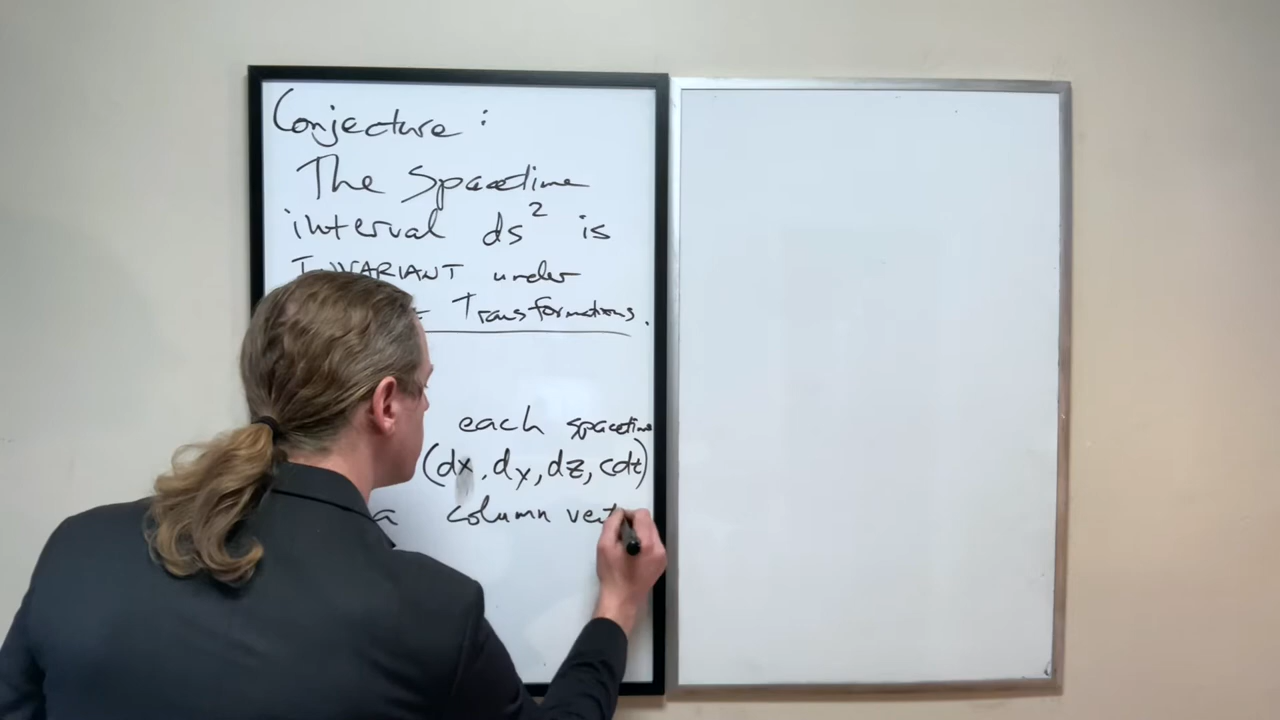 Conjecture:
The Spacetime
interval ds² is
INVARIANT under
Transformations.
each spacetime
(dx, dy, dz, cdt)
a column vect